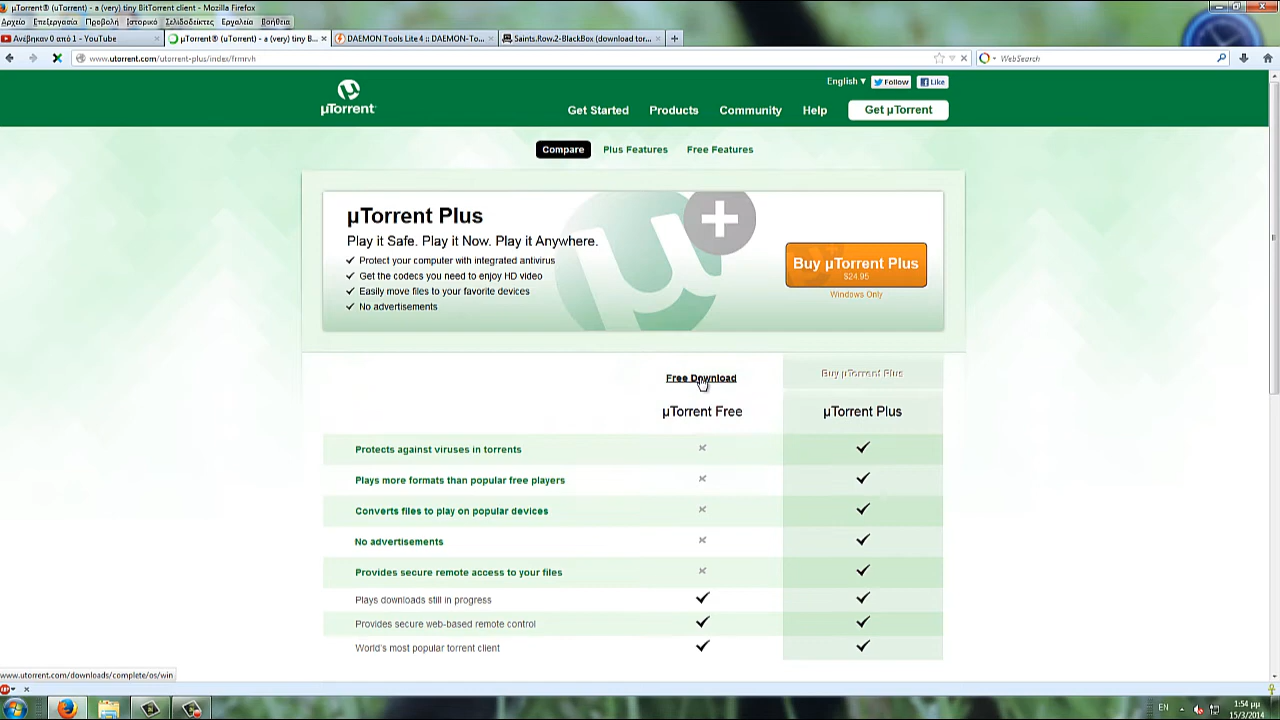 µTorrent® (uTorrent) - a (very) tiny BitTorrent client - Mozilla Firefox
Αρχείο Επεξεργασία Προβολή Ιστορικό Σελιδοδείκτες Εργαλεία Βοήθεια
Ανέβηκαν 0 από 1 - YouTube
µTorrent® (uTorrent) - a (very) tiny B...
DAEMON Tools Lite 4 :: DAEMON-To...
Saints.Row.2-BlackBox (download tor...
www.utorrent.com/utorrent-plus/index/frmrvh
WebSearch
English ▾
Follow
Like
µTorrent
Get Started
Products
Community
Help
Get µTorrent
Compare
Plus Features
Free Features
µTorrent Plus
Play it Safe. Play it Now. Play it Anywhere.
Protect your computer with integrated antivirus
Get the codecs you need to enjoy HD video
Easily move files to your favorite devices
No advertisements
Buy µTorrent Plus
$24.95
Windows Only
Free Download
Buy µTorrent Plus
µTorrent Free
µTorrent Plus
Protects against viruses in torrents
Plays more formats than popular free players
Converts files to play on popular devices
No advertisements
Provides secure remote access to your files
Plays downloads still in progress
Provides secure web-based remote control
World's most popular torrent client
www.utorrent.com/downloads/complete/os/win
EN
1:54 μμ
15/3/2014